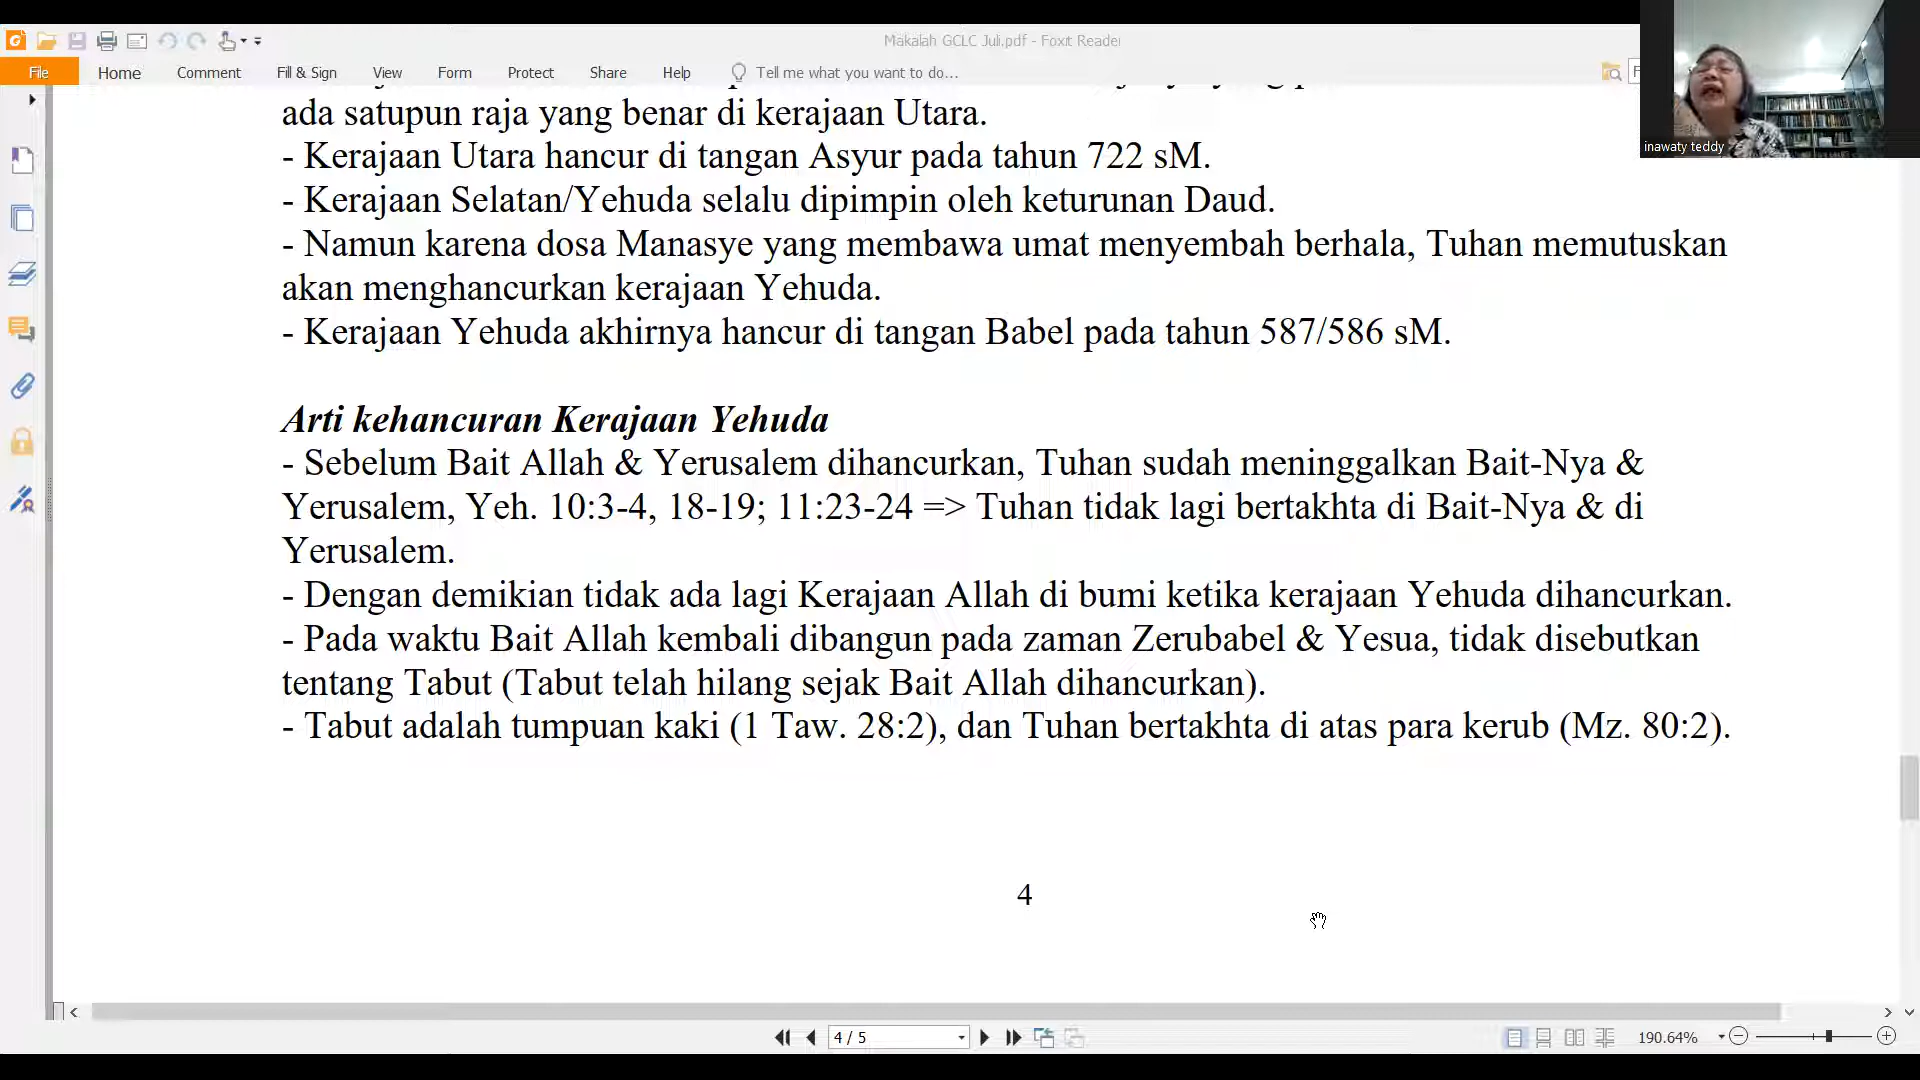 Makalah GCLC Juli.pdf - Foxit Reader
File Home Comment Fill & Sign View Form Protect Share Help Tell me what you want to do...
inawaty teddy
ada satupun raja yang benar di kerajaan Utara.
- Kerajaan Utara hancur di tangan Asyur pada tahun 722 sM.
- Kerajaan Selatan/Yehuda selalu dipimpin oleh keturunan Daud.
- Namun karena dosa Manasye yang membawa umat menyembah berhala, Tuhan memutuskan
akan menghancurkan kerajaan Yehuda.
- Kerajaan Yehuda akhirnya hancur di tangan Babel pada tahun 587/586 sM.
Arti kehancuran Kerajaan Yehuda
- Sebelum Bait Allah & Yerusalem dihancurkan, Tuhan sudah meninggalkan Bait-Nya &
Yerusalem, Yeh. 10:3-4, 18-19; 11:23-24 => Tuhan tidak lagi bertakhta di Bait-Nya & di
Yerusalem.
- Dengan demikian tidak ada lagi Kerajaan Allah di bumi ketika kerajaan Yehuda dihancurkan.
- Pada waktu Bait Allah kembali dibangun pada zaman Zerubabel & Yesua, tidak disebutkan
tentang Tabut (Tabut telah hilang sejak Bait Allah dihancurkan).
- Tabut adalah tumpuan kaki (1 Taw. 28:2), dan Tuhan bertakhta di atas para kerub (Mz. 80:2).
4
4 / 5
190.64%